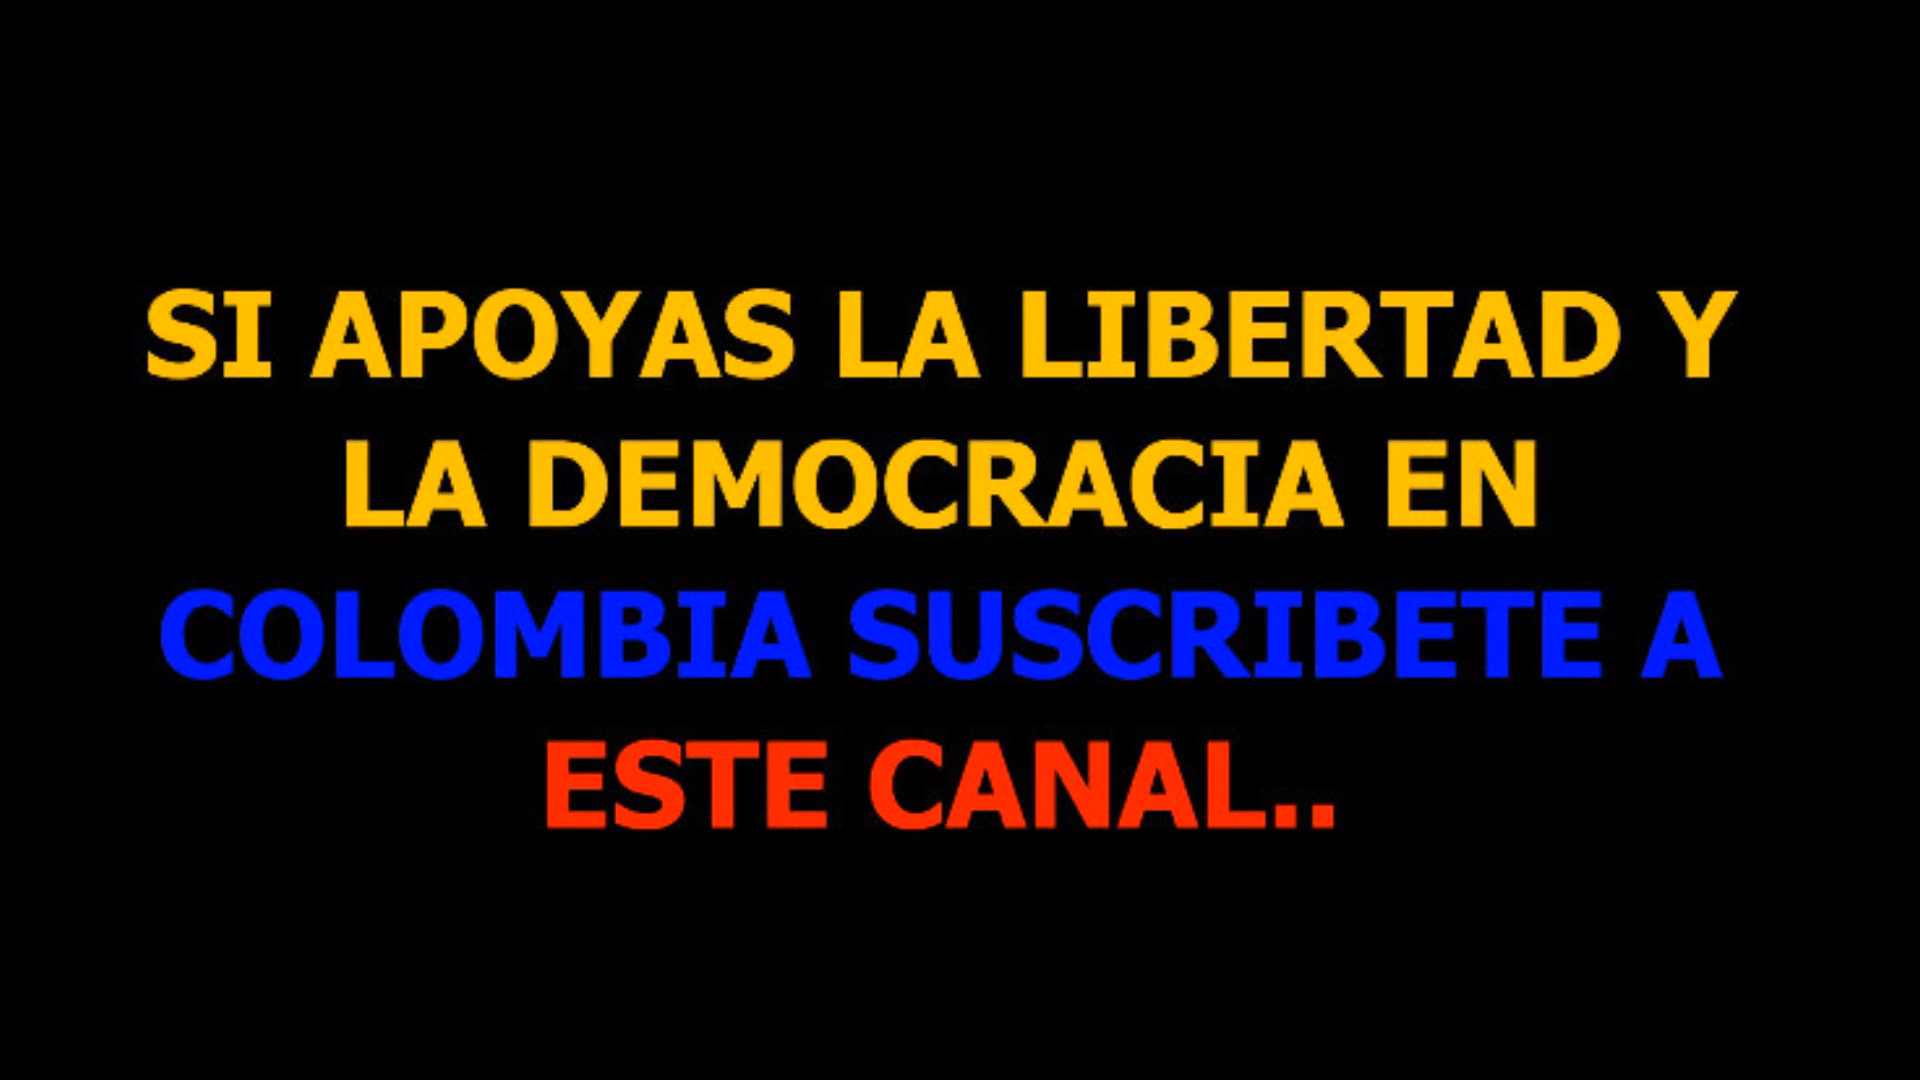 SI APOYAS LA LIBERTAD Y
LA DEMOCRACIA EN
COLOMBIA SUSCRIBETE A
ESTE CANAL..